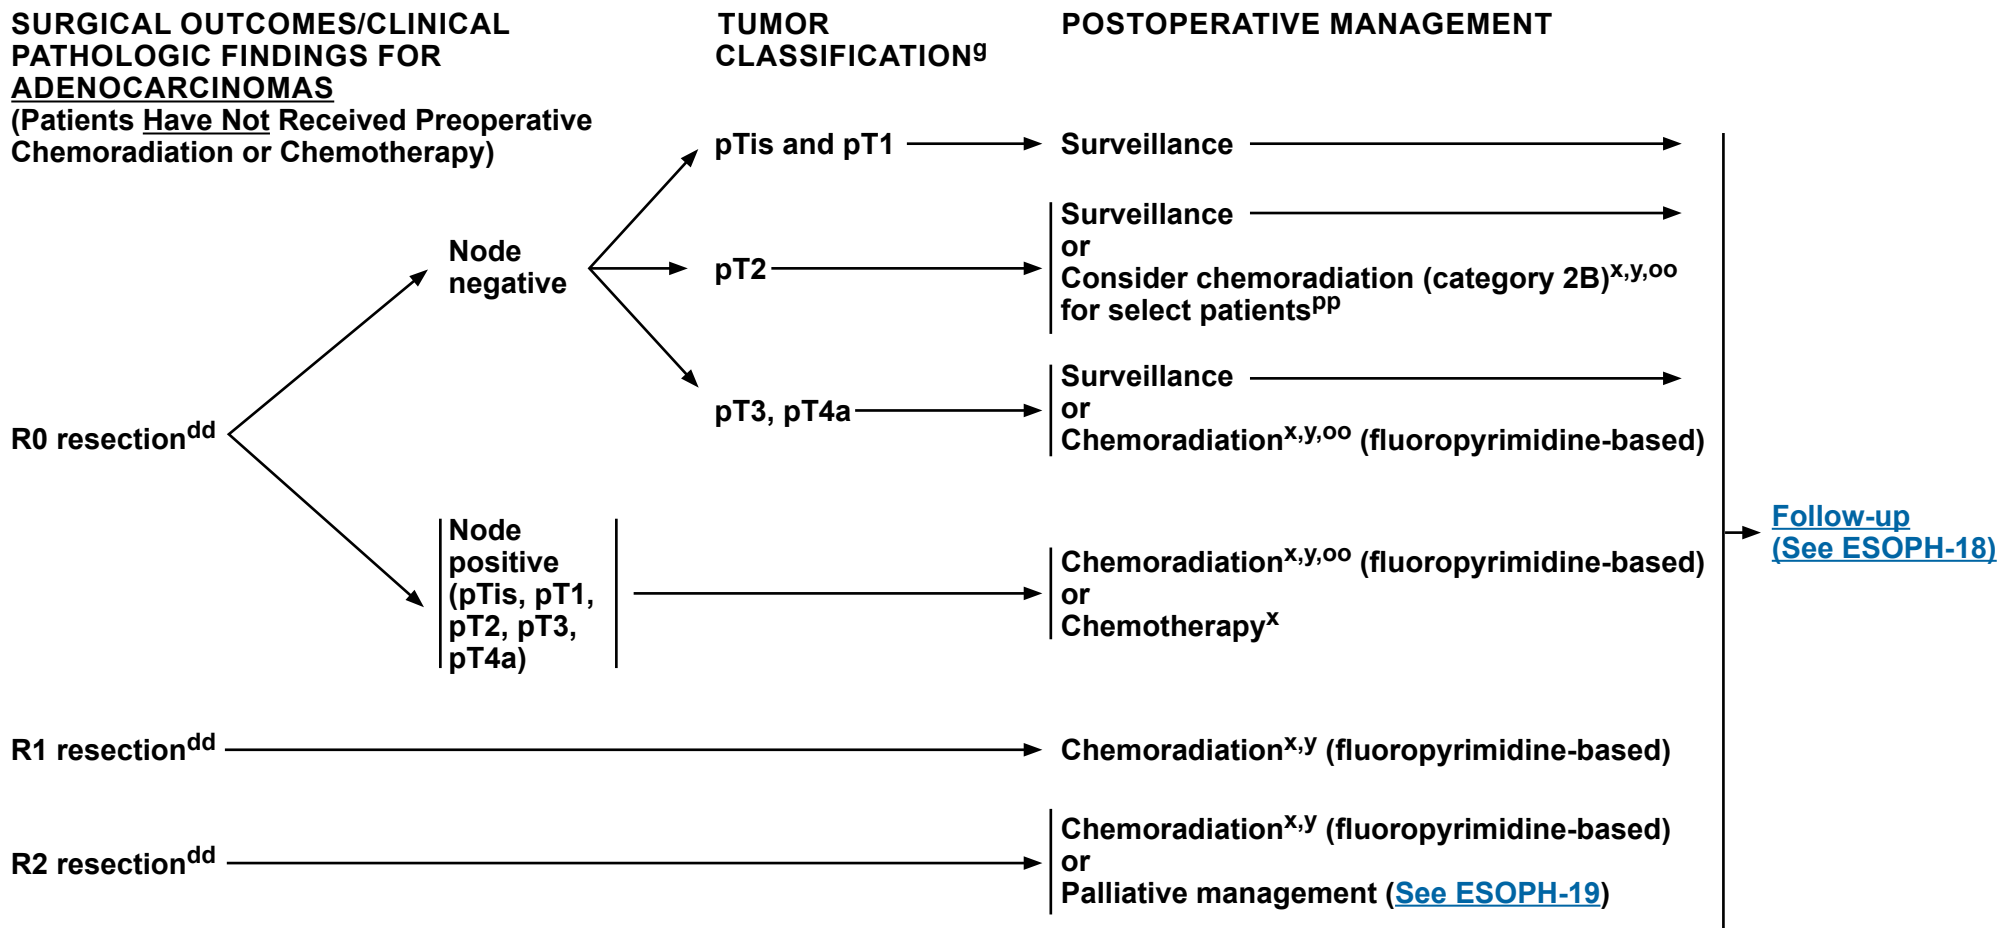 SURGICAL OUTCOMES/CLINICAL
PATHOLOGIC FINDINGS FOR
ADENOCARCINOMAS
(Patients Have Not Received Preoperative
Chemoradiation or Chemotherapy)
TUMOR
CLASSIFICATIONg
POSTOPERATIVE MANAGEMENT
R0 resectiondd
Node
negative
pTis and pT1
Surveillance
pT2
Surveillance
or
Consider chemoradiation (category 2B)x,y,oo
for select patientspp
pT3, pT4a
Surveillance
or
Chemoradiationx,y,oo (fluoropyrimidine-based)
Node
positive
(pTis, pT1,
pT2, pT3,
pT4a)
Chemoradiationx,y,oo (fluoropyrimidine-based)
or
Chemotherapyx
R1 resectiondd
Chemoradiationx,y (fluoropyrimidine-based)
R2 resectiondd
Chemoradiationx,y (fluoropyrimidine-based)
or
Palliative management (See ESOPH-19)
Follow-up
(See ESOPH-18)